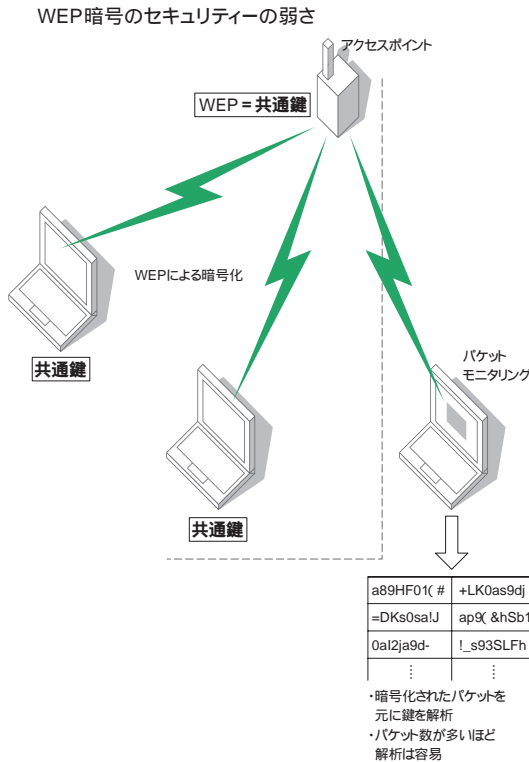 WEP暗号のセキュリティーの弱さ
アクセスポイント
WEP = 共通鍵
WEPによる暗号化
共通鍵
パケット
モニタリング
共通鍵
a89HF01( # +LK0as9dj
=DKs0sa!J ap9( &hSb1
0aI2ja9d- !_s93SLFh
⋮ ⋮
・暗号化されたパケットを
元に鍵を解析
・パケット数が多いほど
解析は容易